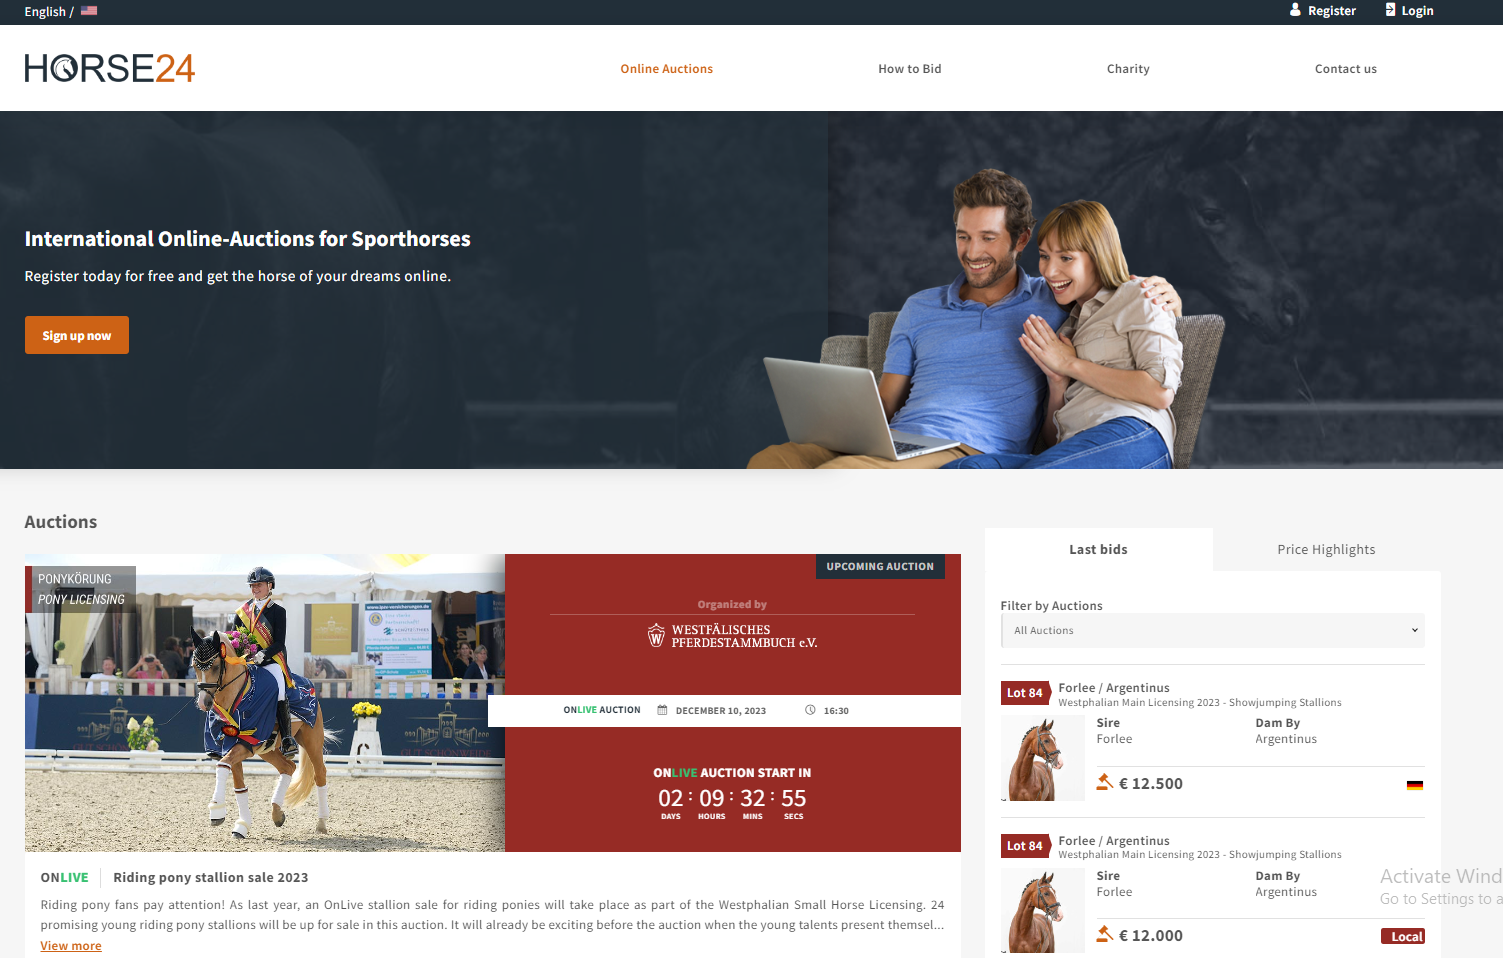 English /
Register
Login
HORSE24
Online Auctions
How to Bid
Charity
Contact us
International Online-Auctions for Sporthorses
Register today for free and get the horse of your dreams online.
Sign up now
Auctions
PONYKÖRUNG
PONY LICENSING
www.ipzv-versicherungen.de
GUT SCHÖNWEIDE
UPCOMING AUCTION
Organized by
WESTFÄLISCHES
PFERDESTAMMBUCH e.V.
ONLIVE AUCTION
DECEMBER 10, 2023
16:30
ONLIVE AUCTION START IN
02 : 09 : 32 : 55
DAYS HOURS MINS SECS
ONLIVE
Riding pony stallion sale 2023
Riding pony fans pay attention! As last year, an OnLive stallion sale for riding ponies will take place as part of the Westphalian Small Horse Licensing. 24
promising young riding pony stallions will be up for sale in this auction. It will already be exciting before the auction when the young talents present themsel...
View more
Last bids
Price Highlights
Filter by Auctions
All Auctions
Lot 84
Forlee / Argentinus
Westphalian Main Licensing 2023 - Showjumping Stallions
Sire
Dam By
Forlee
Argentinus
€ 12.500
Lot 84
Forlee / Argentinus
Westphalian Main Licensing 2023 - Showjumping Stallions
Sire
Dam By
Forlee
Argentinus
€ 12.000
Local
Activate Wind
Go to Settings to a